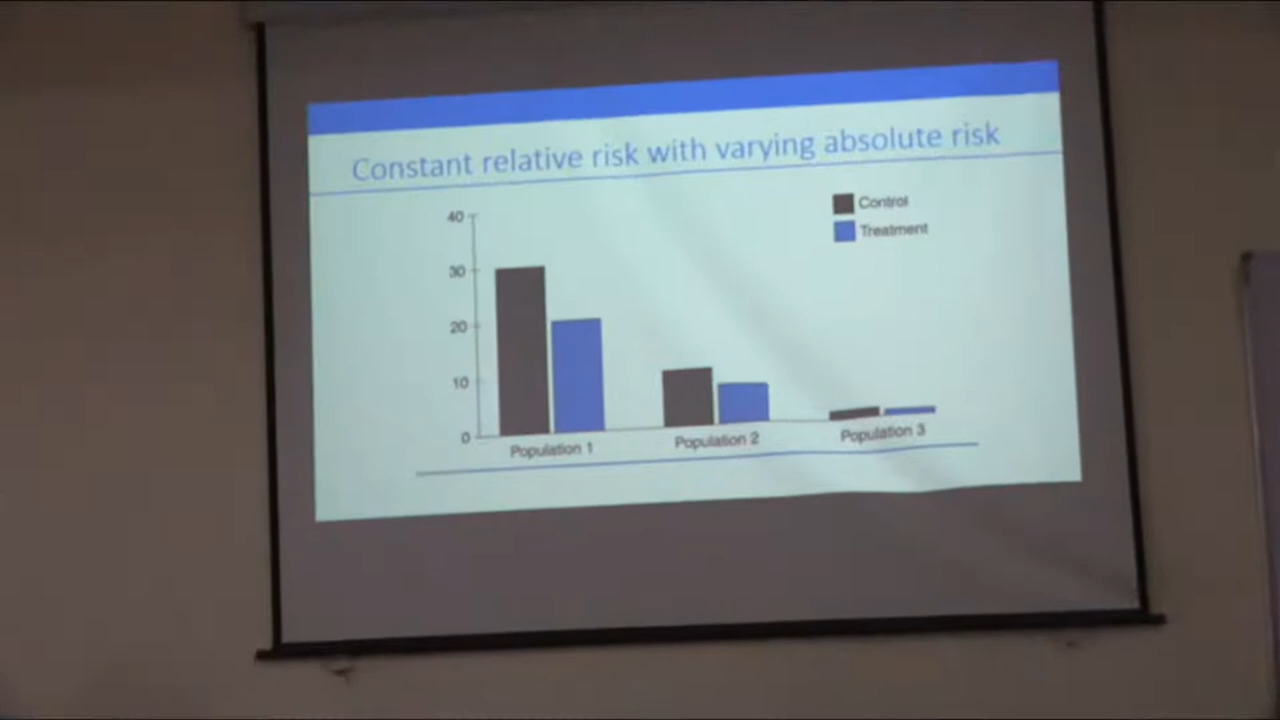 Constant relative risk with varying absolute risk
Control
Treatment
40
30
20
10
0
Population 1
Population 2
Population 3